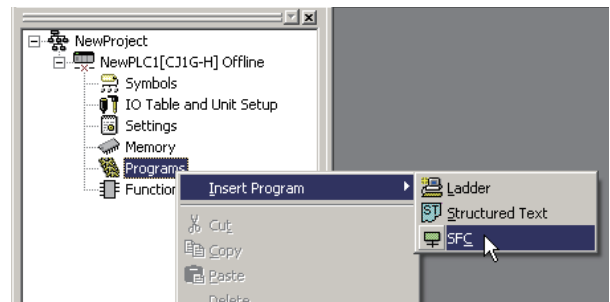 NewProject
NewPLC1[CJ1G-H] Offline
Symbols
IO Table and Unit Setup
Settings
Memory
Programs
Function
Insert Program
Cut
Copy
Paste
Delete
Ladder
Structured Text
SFC